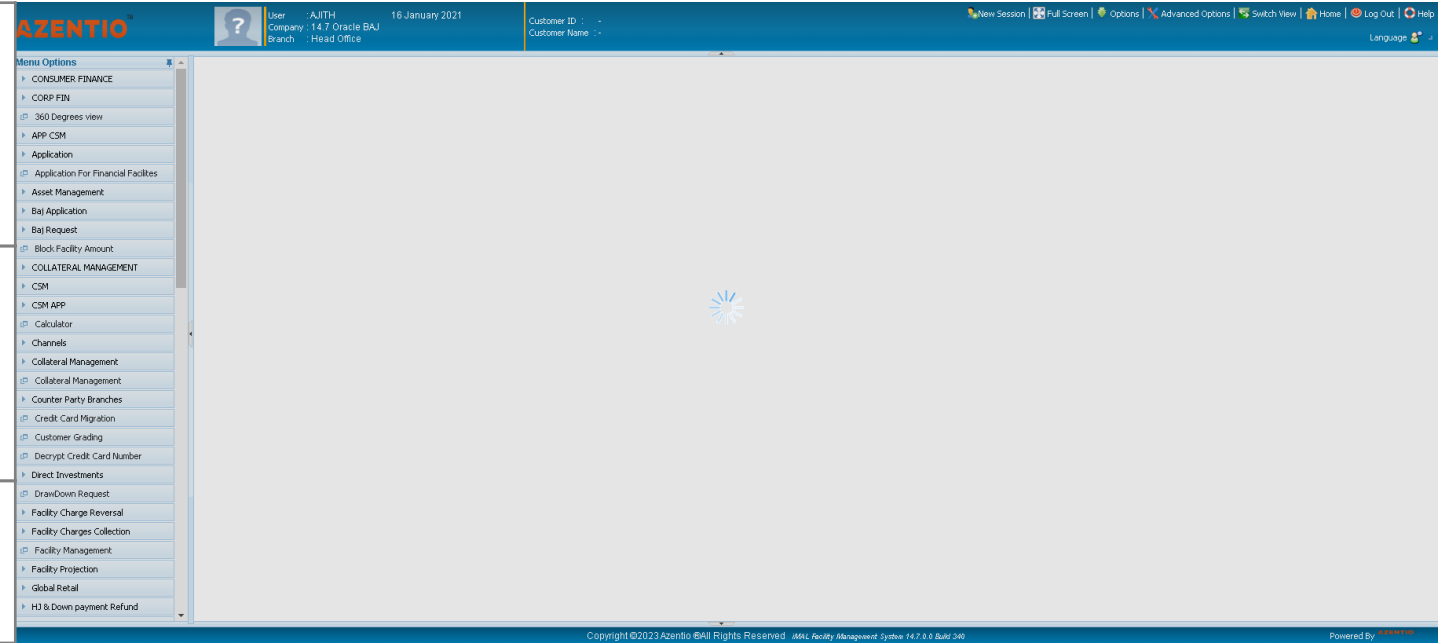 AZENTIO
User : AJITH 16 January 2021
Company : 14.7 Oracle BAJ
Branch : Head Office
Customer ID : -
Customer Name : -
New Session | Full Screen | Options | Advanced Options | Switch View | Home | Log Out | Help
Language
Menu Options
CONSUMER FINANCE
CORP FIN
360 Degrees view
APP CSM
Application
Application For Financial Facilites
Asset Management
Baj Application
Baj Request
Block Facility Amount
COLLATERAL MANAGEMENT
CSM
CSM APP
Calculator
Channels
Collateral Management
Collateral Management
Counter Party Branches
Credit Card Migration
Customer Grading
Decrypt Credit Card Number
Direct Investments
DrawDown Request
Facility Charge Reversal
Facility Charges Collection
Facility Management
Facility Projection
Global Retail
HJ & Down payment Refund
Copyright ©2023 Azentio ®All Rights Reserved iMAL Facility Management System 14.7.0.0 Build 340
Powered By AZENTIO